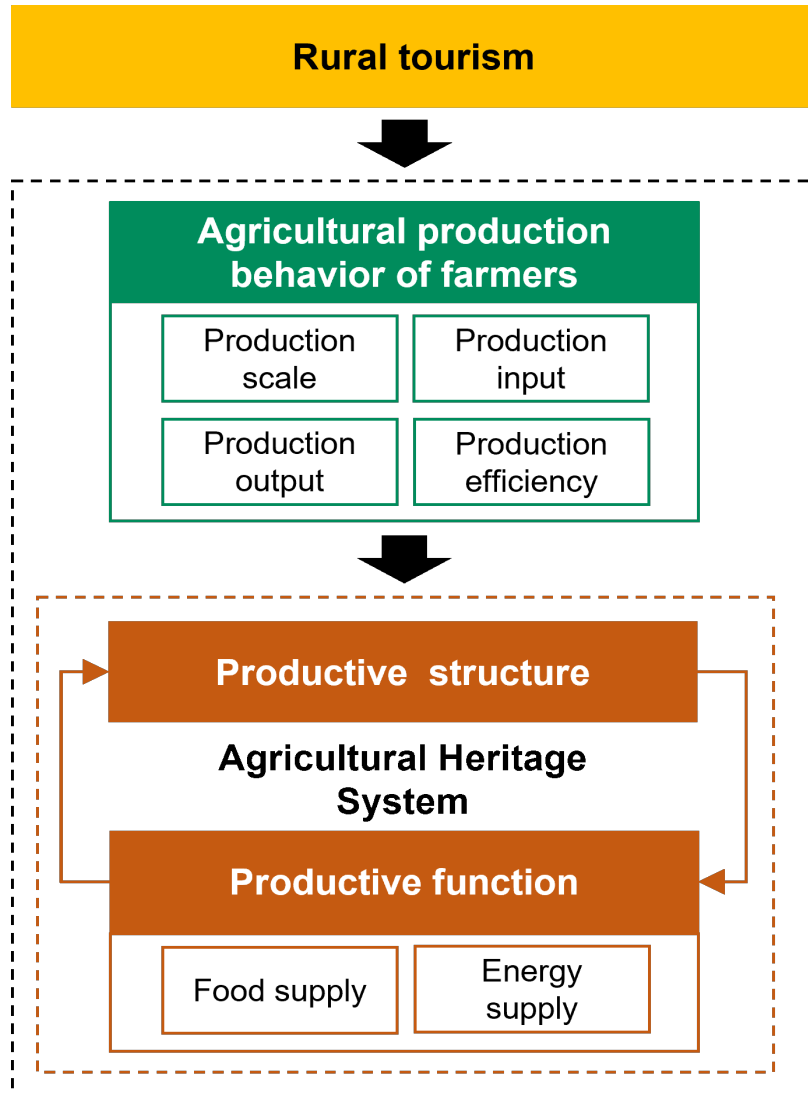 Rural tourism
Agricultural production
behavior of farmers
Production
scale
Production
input
Production
output
Production
efficiency
Productive  structure
Agricultural Heritage
System
Productive function
Food supply
Energy
supply